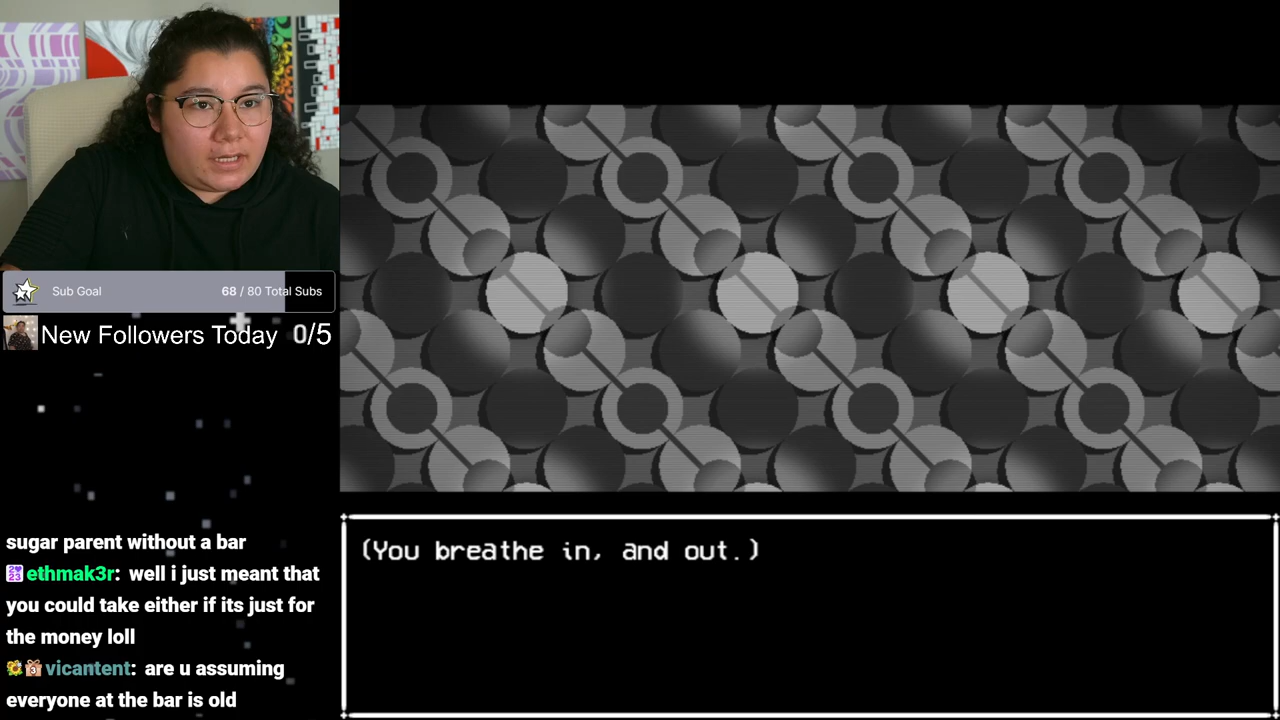 Sub Goal 68 / 80 Total Subs
New Followers Today 0/5
sugar parent without a bar
ethmak3r: well i just meant that
you could take either if its just for
the money loll
vicantent: are u assuming
everyone at the bar is old
(You breathe in, and out.)